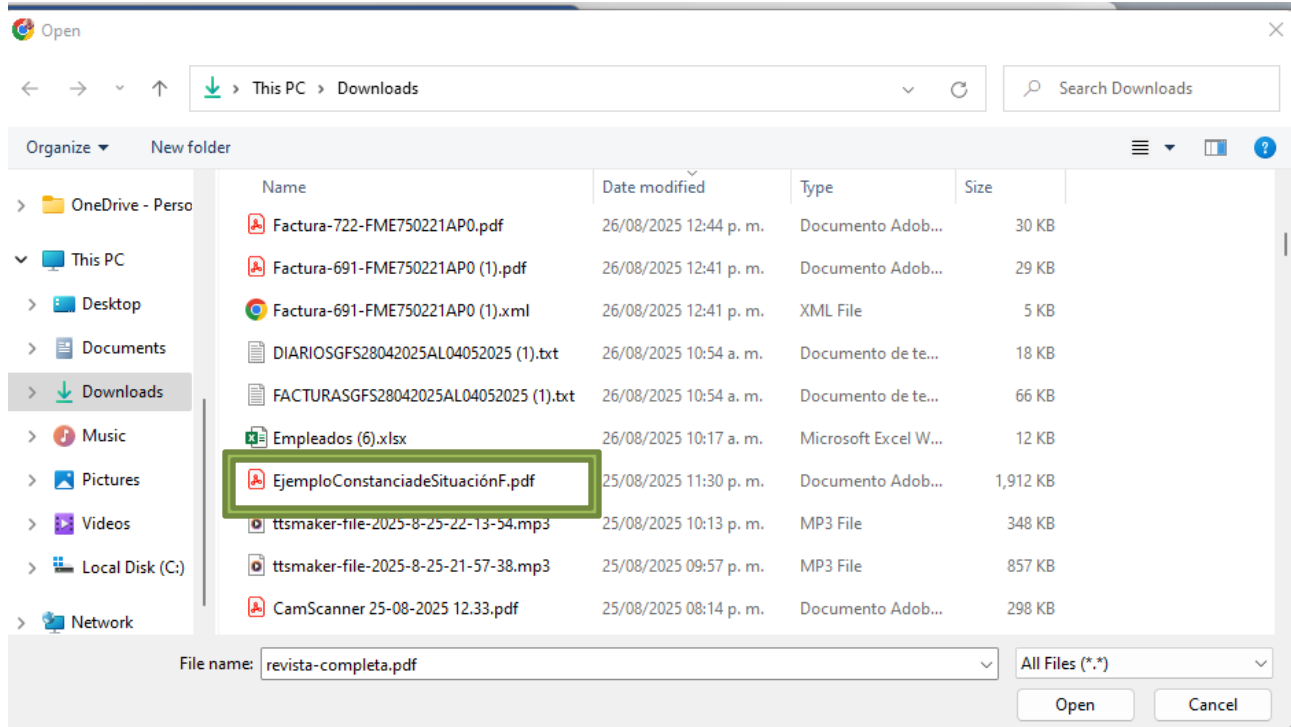 Open
This PC > Downloads
Search Downloads
Organize
New folder
Name Date modified Type Size
OneDrive - Perso
This PC
Desktop
Documents
Downloads
Music
Pictures
Videos
Local Disk (C:)
Network
Factura-722-FME750221AP0.pdf 26/08/2025 12:44 p. m. Documento Adob... 30 KB
Factura-691-FME750221AP0 (1).pdf 26/08/2025 12:41 p. m. Documento Adob... 29 KB
Factura-691-FME750221AP0 (1).xml 26/08/2025 12:41 p. m. XML File 5 KB
DIARIOSGFS28042025AL04052025 (1).txt 26/08/2025 10:54 a. m. Documento de te... 18 KB
FACTURASGFS28042025AL04052025 (1).txt 26/08/2025 10:54 a. m. Documento de te... 66 KB
Empleados (6).xlsx 26/08/2025 10:17 a. m. Microsoft Excel W... 12 KB
EjemploConstanciadeSituaciónF.pdf 25/08/2025 11:30 p. m. Documento Adob... 1,912 KB
ttsmaker-file-2025-8-25-22-13-54.mp3 25/08/2025 10:13 p. m. MP3 File 348 KB
ttsmaker-file-2025-8-25-21-57-38.mp3 25/08/2025 09:57 p. m. MP3 File 857 KB
CamScanner 25-08-2025 12.33.pdf 25/08/2025 08:14 p. m. Documento Adob... 298 KB
File name: revista-completa.pdf All Files (*.*)
Open Cancel